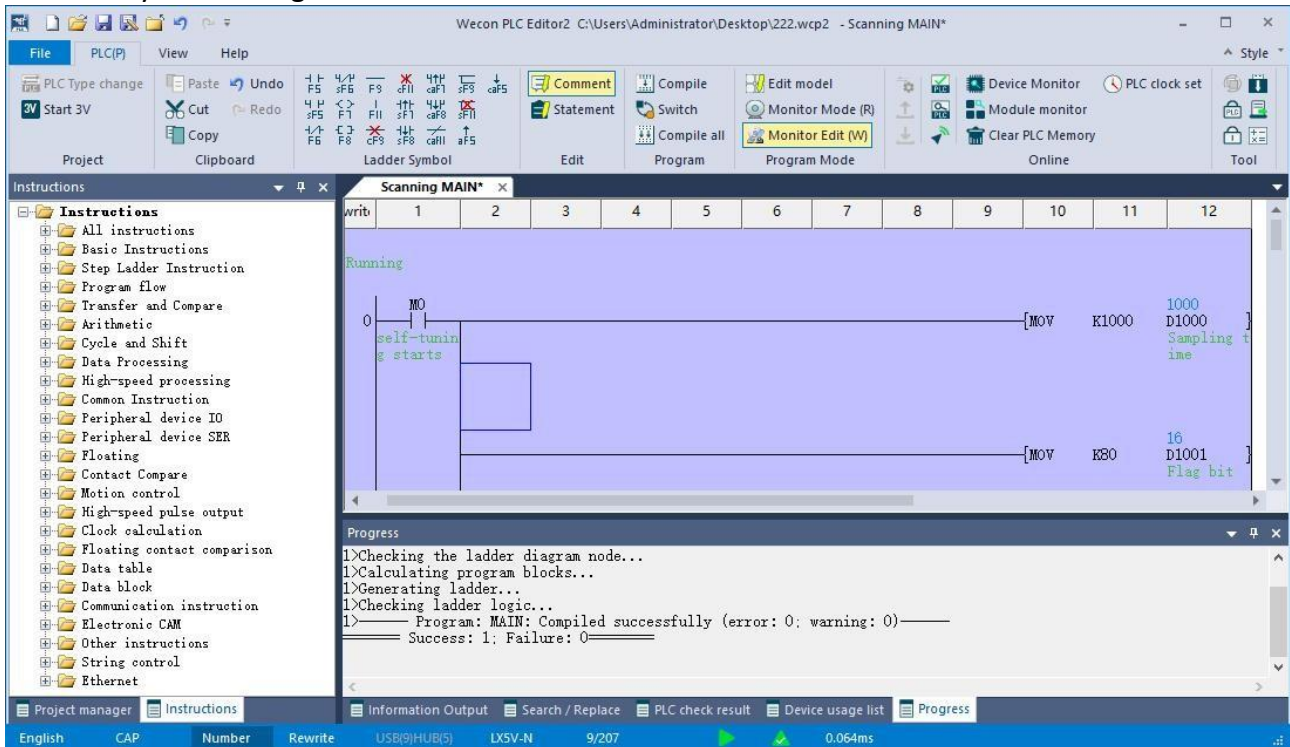 Wecon PLC Editor2 C:\Users\Administrator\Desktop\222.wcp2 - Scanning MAIN*
File PLC(P) View Help Style
PLC Type change Paste Undo Comment Compile Edit model Device Monitor PLC clock set
Start 3V Cut Redo Statement Switch Monitor Mode (R) Module monitor
Copy Compile all Monitor Edit (W) Clear PLC Memory
Project Clipboard Ladder Symbol Edit Program Program Mode Online Tool
Instructions
Scanning MAIN*
Instructions
All instructions
Basic Instructions
Step Ladder Instruction
Program flow
Transfer and Compare
Arithmetic
Cycle and Shift
Data Processing
High-speed processing
Common Instruction
Peripheral device IO
Peripheral device SER
Floating
Contact Compare
Motion control
High-speed pulse output
Clock calculation
Floating contact comparison
Data table
Data block
Communication instruction
Electronic CAM
Other instructions
String control
Ethernet
1 2 3 4 5 6 7 8 9 10 11 12
Running
M0 1000
0 [MOV K1000 D1000 ]
self-tunin Sampling t
g starts ime
16
[MOV K80 D1001 ]
Flag bit
Progress
1>Checking the ladder diagram node...
1>Calculating program blocks...
1>Generating ladder...
1>Checking ladder logic...
1>—— Program: MAIN: Compiled successfully (error: 0; warning: 0)——
====== Success: 1; Failure: 0======
Project manager Instructions Information Output Search / Replace PLC check result Device usage list Progress
English CAP Number Rewrite USB(9)HUB(5) LX5V-N 9/207 0.064ms